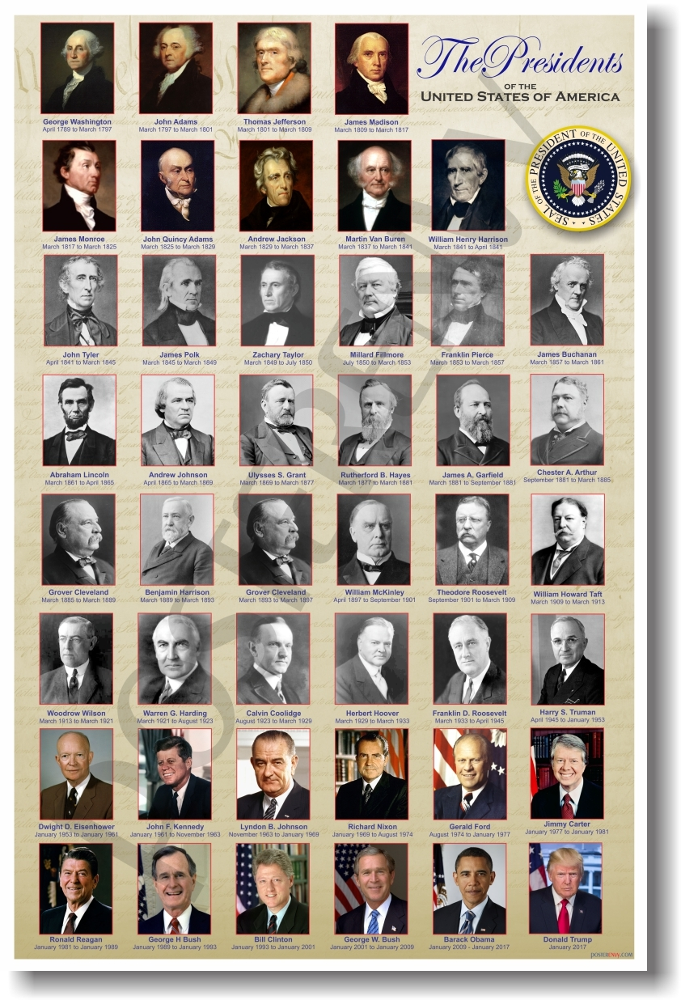 The Presidents
OF THE
UNITED STATES OF AMERICA
SEAL OF THE PRESIDENT OF THE UNITED STATES
George Washington
April 1789 to March 1797
John Adams
March 1797 to March 1801
Thomas Jefferson
March 1801 to March 1809
James Madison
March 1809 to March 1817
James Monroe
March 1817 to March 1825
John Quincy Adams
March 1825 to March 1829
Andrew Jackson
March 1829 to March 1837
Martin Van Buren
March 1837 to March 1841
William Henry Harrison
March 1841 to April 1841
John Tyler
April 1841 to March 1845
James Polk
March 1845 to March 1849
Zachary Taylor
March 1849 to July 1850
Millard Fillmore
July 1850 to March 1853
Franklin Pierce
March 1853 to March 1857
James Buchanan
March 1857 to March 1861
Abraham Lincoln
March 1861 to April 1865
Andrew Johnson
April 1865 to March 1869
Ulysses S. Grant
March 1869 to March 1877
Rutherford B. Hayes
March 1877 to March 1881
James A. Garfield
March 1881 to September 1881
Chester A. Arthur
September 1881 to March 1885
Grover Cleveland
March 1885 to March 1889
Benjamin Harrison
March 1889 to March 1893
Grover Cleveland
March 1893 to March 1897
William McKinley
April 1897 to September 1901
Theodore Roosevelt
September 1901 to March 1909
William Howard Taft
March 1909 to March 1913
Woodrow Wilson
March 1913 to March 1921
Warren G. Harding
March 1921 to August 1923
Calvin Coolidge
August 1923 to March 1929
Herbert Hoover
March 1929 to March 1933
Franklin D. Roosevelt
March 1933 to April 1945
Harry S. Truman
April 1945 to January 1953
Dwight D. Eisenhower
January 1953 to January 1961
John F. Kennedy
January 1961 to November 1963
Lyndon B. Johnson
November 1963 to January 1969
Richard Nixon
January 1969 to August 1974
Gerald Ford
August 1974 to January 1977
Jimmy Carter
January 1977 to January 1981
Ronald Reagan
January 1981 to January 1989
George H Bush
January 1989 to January 1993
Bill Clinton
January 1993 to January 2001
George W. Bush
January 2001 to January 2009
Barack Obama
January 2009 - January 2017
Donald Trump
January 2017
POSTERENVY.COM
POSTERENVY